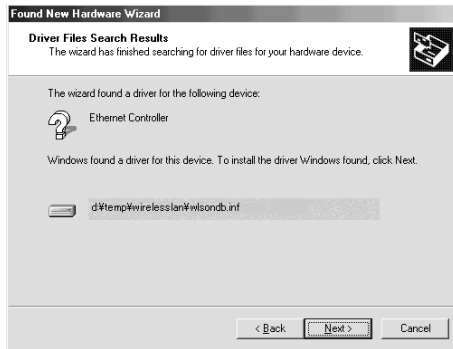 Found New Hardware Wizard
Driver Files Search Results
The wizard has finished searching for driver files for your hardware device.
The wizard found a driver for the following device:
Ethernet Controller
Windows found a driver for this device. To install the driver Windows found, click Next.
d:¥temp¥wirelesslan¥wlsondb.inf
< Back
Next >
Cancel